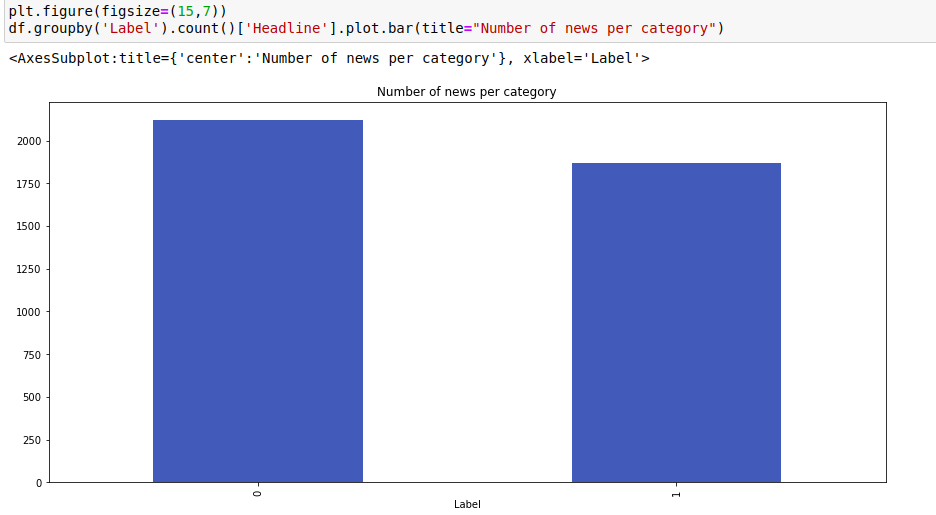 plt.figure(figsize=(15,7))
df.groupby('Label').count()['Headline'].plot.bar(title="Number of news per category")
<AxesSubplot:title={'center':'Number of news per category'}, xlabel='Label'>
Number of news per category
2000
1750
1500
1250
1000
750
500
250
0
0
1
Label